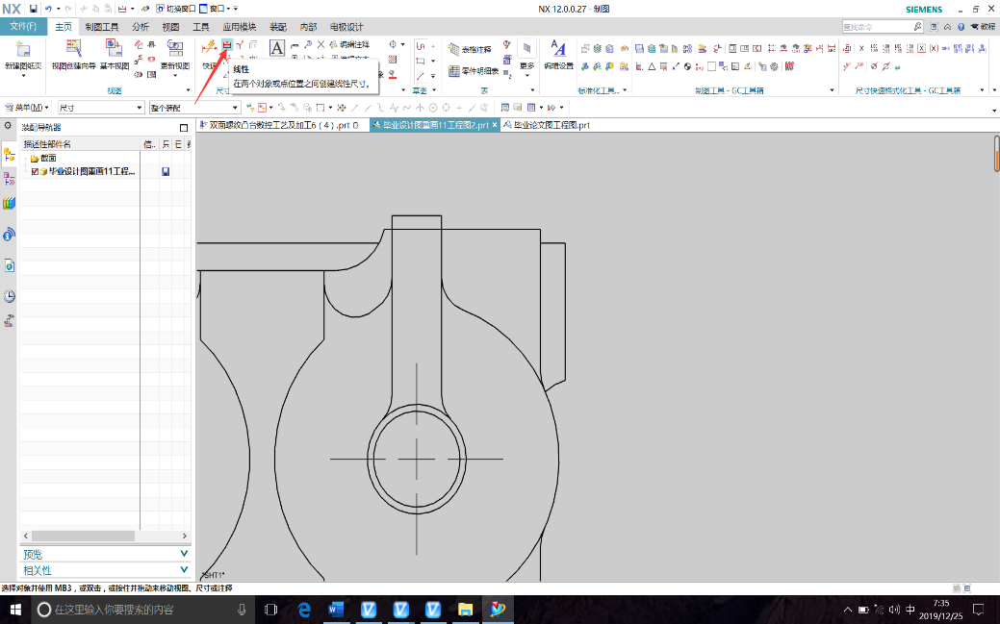 NX
切换窗口
窗口
NX 12.0.0.27 - 制图
SIEMENS
文件(F)
主页
制图工具
分析
视图
工具
应用模块
装配
内部
电极设计
查找命令
教程
新建图纸页
视图创建向导
基本视图
更新视图
快速
编辑注释
表格注释
零件明细表
更多
编辑设置
线性
在两个对象或点位置之间创建线性尺寸。
视图
尺寸
草图
表
标准化工具...
制图工具 - GC工具箱
尺寸快速格式化工具 - GC工具箱
菜单(M)
尺寸
整个装配
装配导航器
双面螺纹凸台数控工艺及加工6（4）.prt
毕业设计图重画11工程图2.prt
毕业论文图工程图.prt
描述性部件名
信..
只
已
截面
毕业设计图重画11工程...
预览
相关性
"SHT1"
选择对象并使用 MB3，或双击，或按住并拖动来移动视图、尺寸或注释
在这里输入你要搜索的内容
中
7:35
2019/12/25